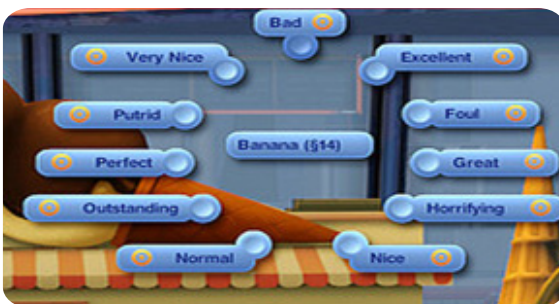 Bad
Very Nice
Excellent
Putrid
Foul
Banana (§14)
Perfect
Great
Outstanding
Horrifying
Normal
Nice